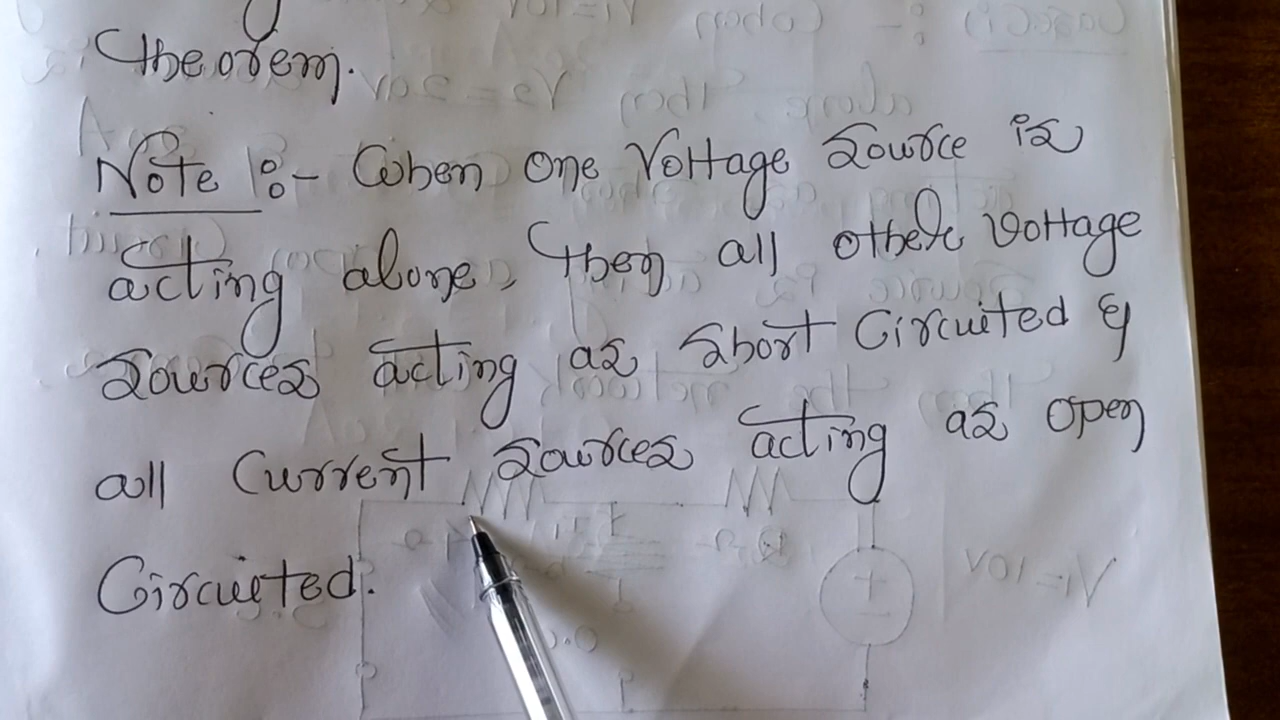 Theorem.
Note :- When one Voltage source is
acting alone, then all other voltage
sources acting as short Circuited &
all Current sources acting as open
Circuited.